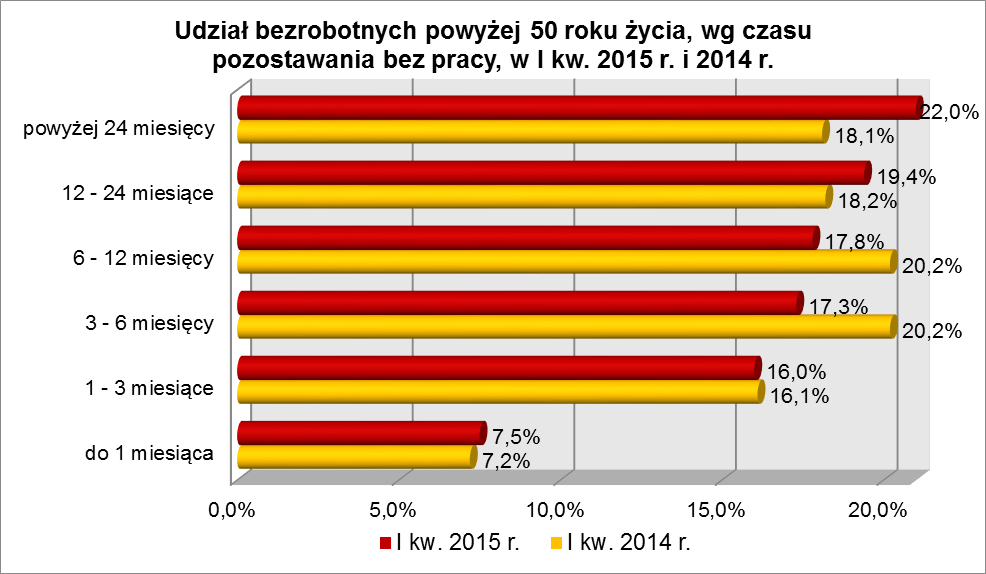 Udział bezrobotnych powyżej 50 roku życia, wg czasu
pozostawania bez pracy, w I kw. 2015 r. i 2014 r.
powyżej 24 miesięcy
22,0%
18,1%
12 - 24 miesiące
19,4%
18,2%
6 - 12 miesięcy
17,8%
20,2%
3 - 6 miesięcy
17,3%
20,2%
1 - 3 miesiące
16,0%
16,1%
do 1 miesiąca
7,5%
7,2%
0,0% 5,0% 10,0% 15,0% 20,0%
I kw. 2015 r. I kw. 2014 r.